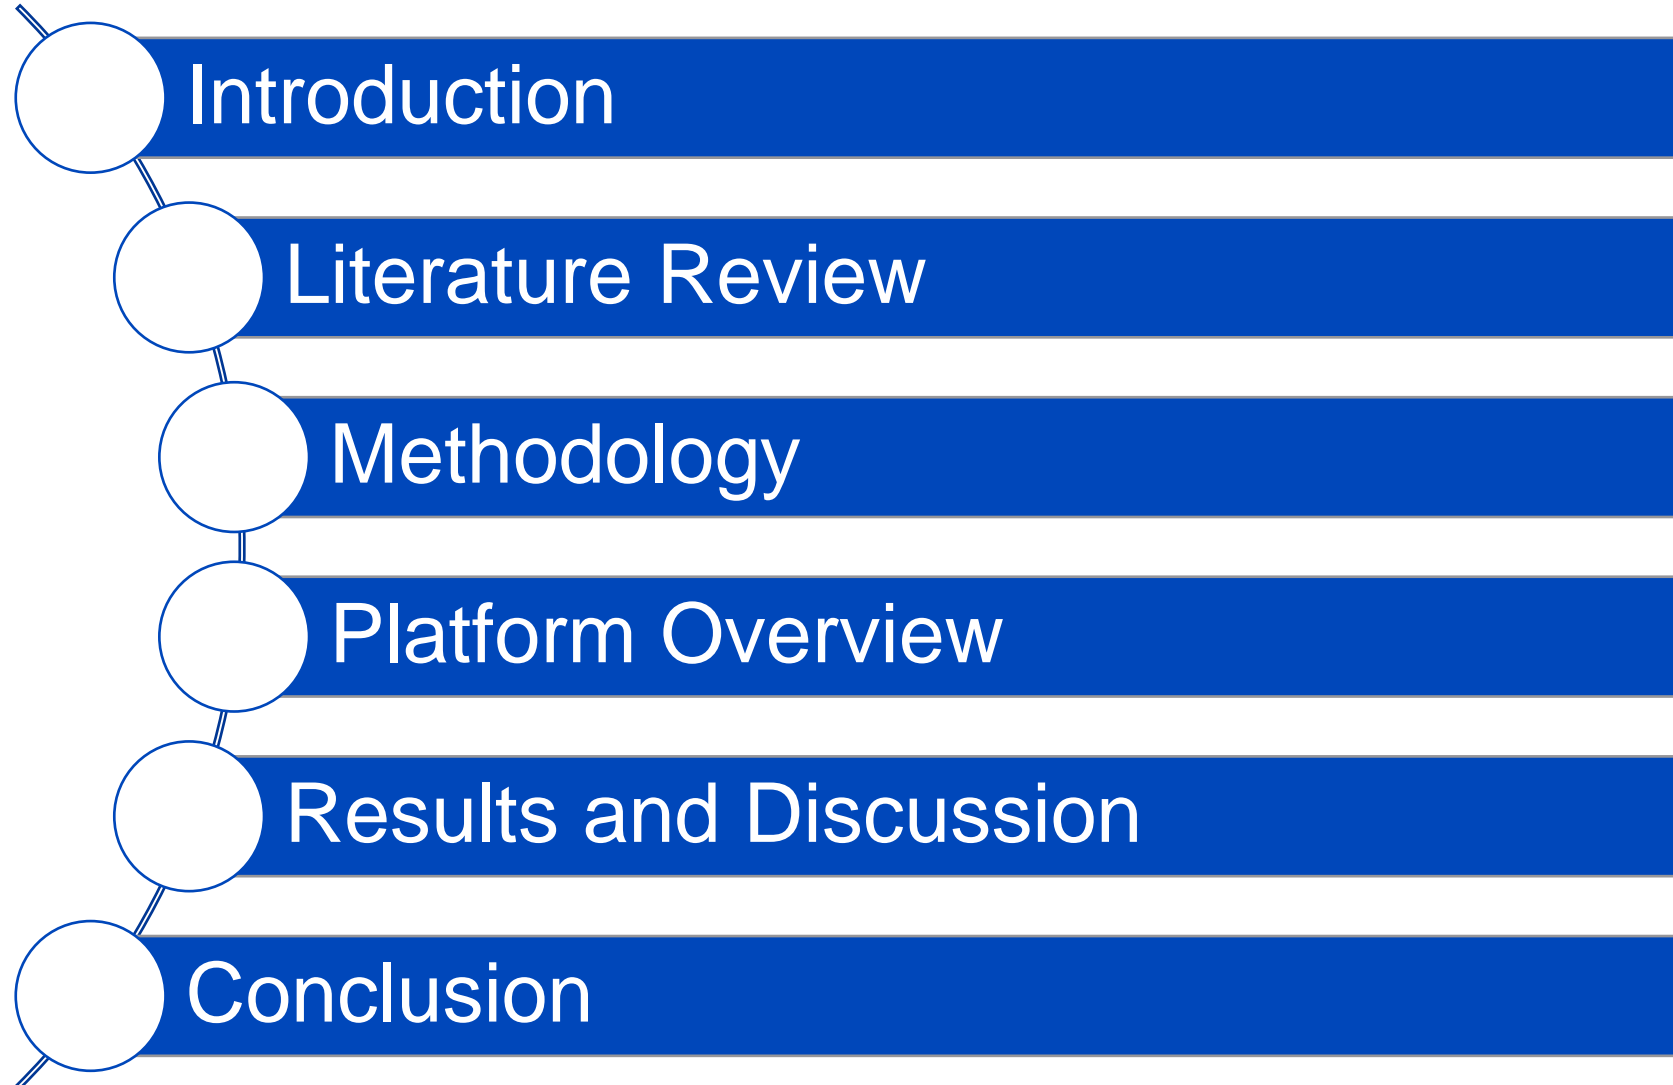 Introduction
Literature Review
Methodology
Platform Overview
Results and Discussion
Conclusion